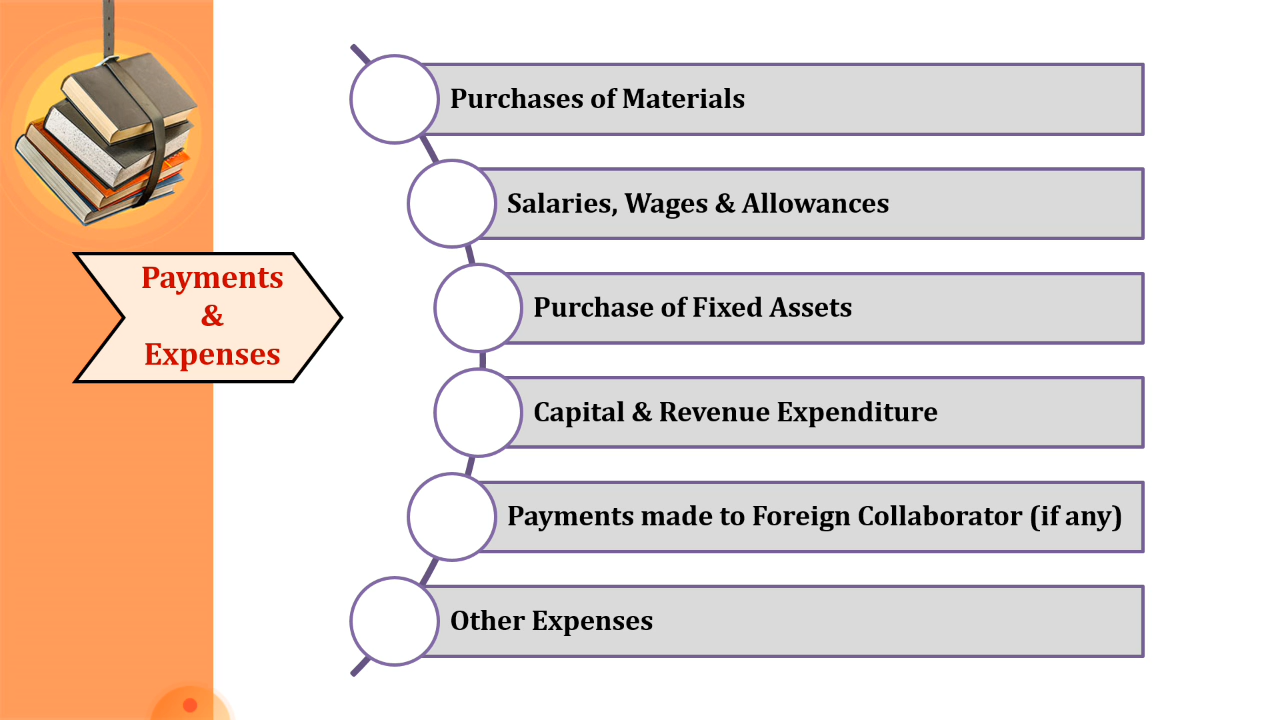 Payments
&
Expenses
Purchases of Materials
Salaries, Wages & Allowances
Purchase of Fixed Assets
Capital & Revenue Expenditure
Payments made to Foreign Collaborator (if any)
Other Expenses